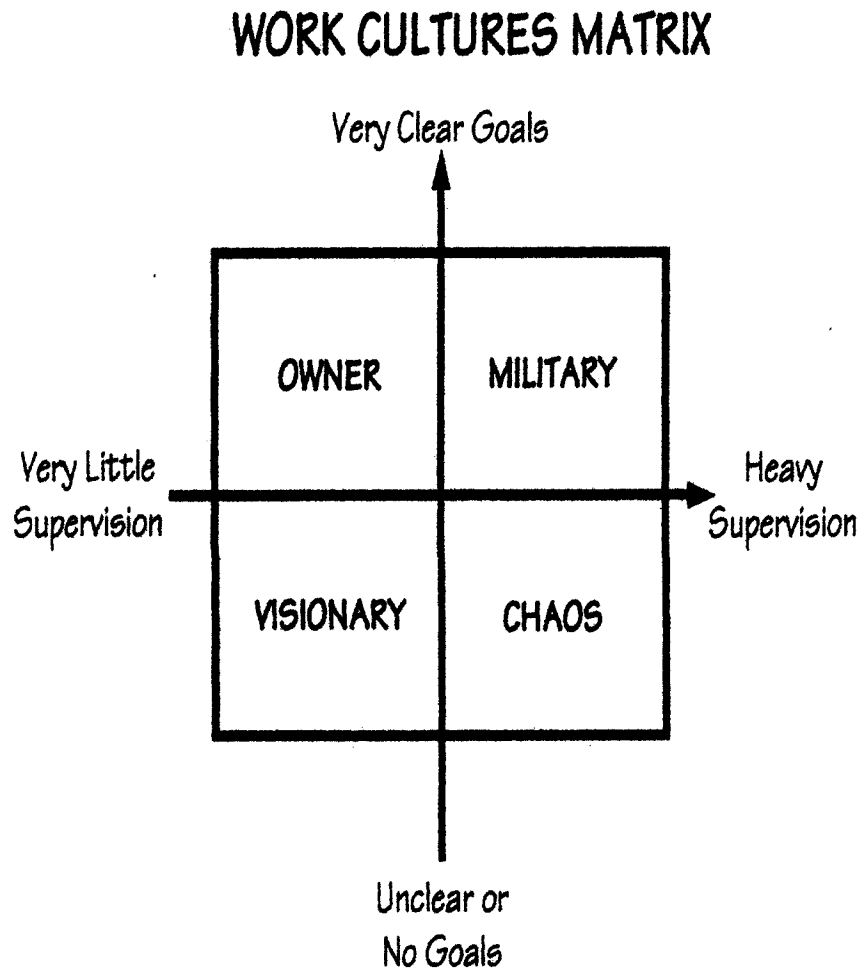 WORK CULTURES MATRIX
Very Clear Goals
OWNER
MILITARY
Very Little
Supervision
Heavy
Supervision
VISIONARY
CHAOS
Unclear or
No Goals